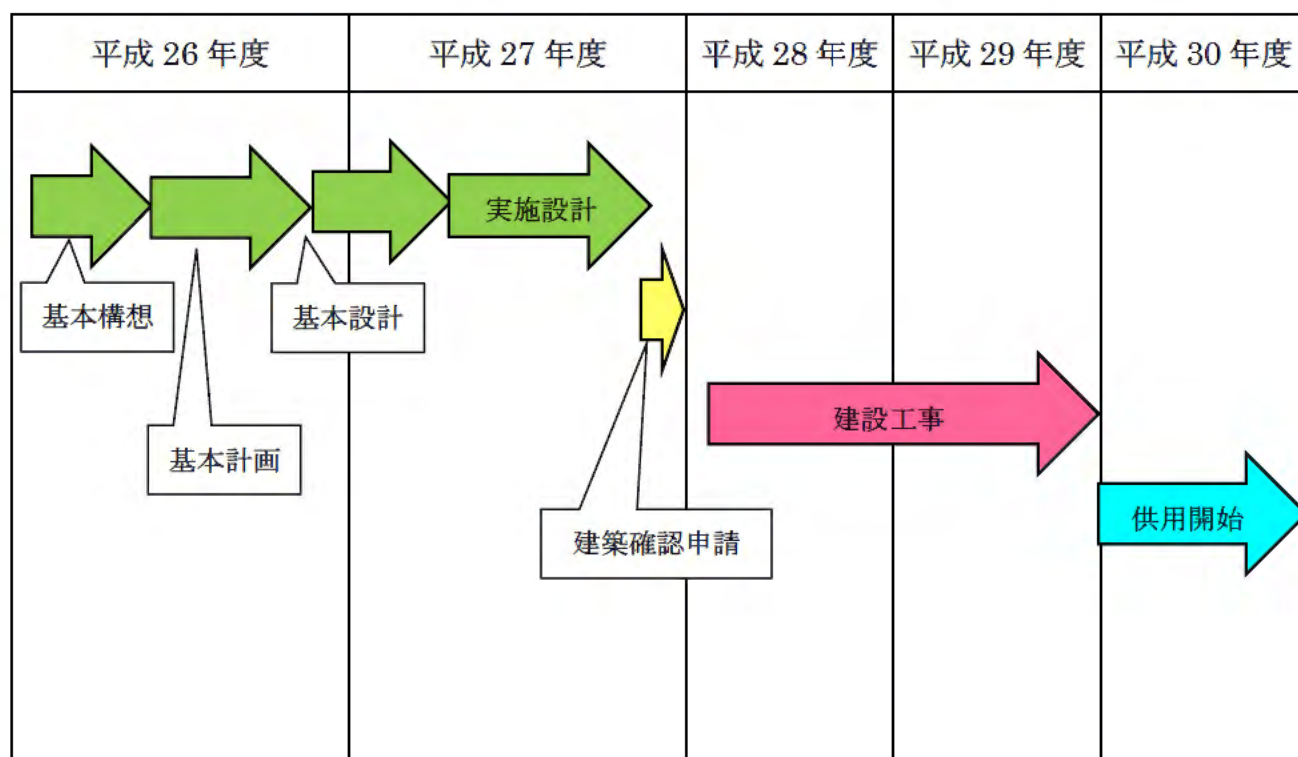 平成 26 年度
平成 27 年度
平成 28 年度
平成 29 年度
平成 30 年度
実施設計
基本構想
基本設計
建設工事
基本計画
供用開始
建築確認申請